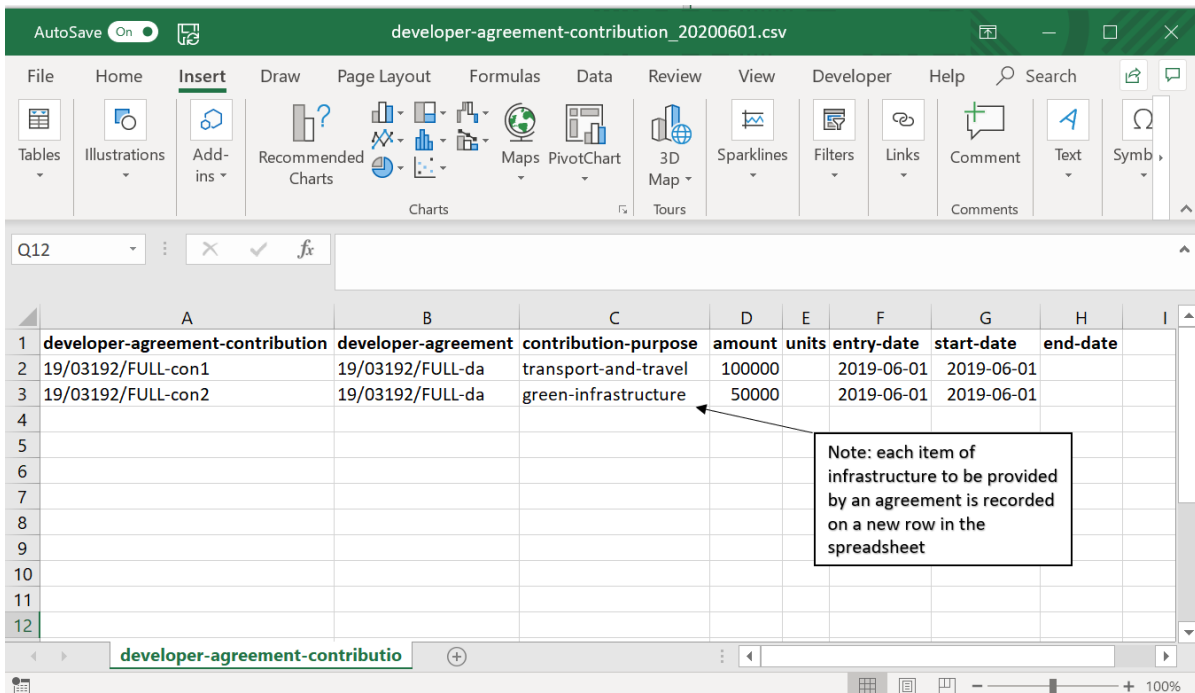 AutoSave On developer-agreement-contribution_20200601.csv
File Home Insert Draw Page Layout Formulas Data Review View Developer Help Search
Tables Illustrations Add-ins Recommended Charts Maps PivotChart 3D Map Sparklines Filters Links Comment Text Symb
Charts Tours Comments
Q12 fx
A B C D E F G H I
1 developer-agreement-contribution developer-agreement contribution-purpose amount units entry-date start-date end-date
2 19/03192/FULL-con1 19/03192/FULL-da transport-and-travel 100000 2019-06-01 2019-06-01
3 19/03192/FULL-con2 19/03192/FULL-da green-infrastructure 50000 2019-06-01 2019-06-01
4
5
6
7
8
9
10
11
12
Note: each item of
infrastructure to be provided
by an agreement is recorded
on a new row in the
spreadsheet
developer-agreement-contributio
100%